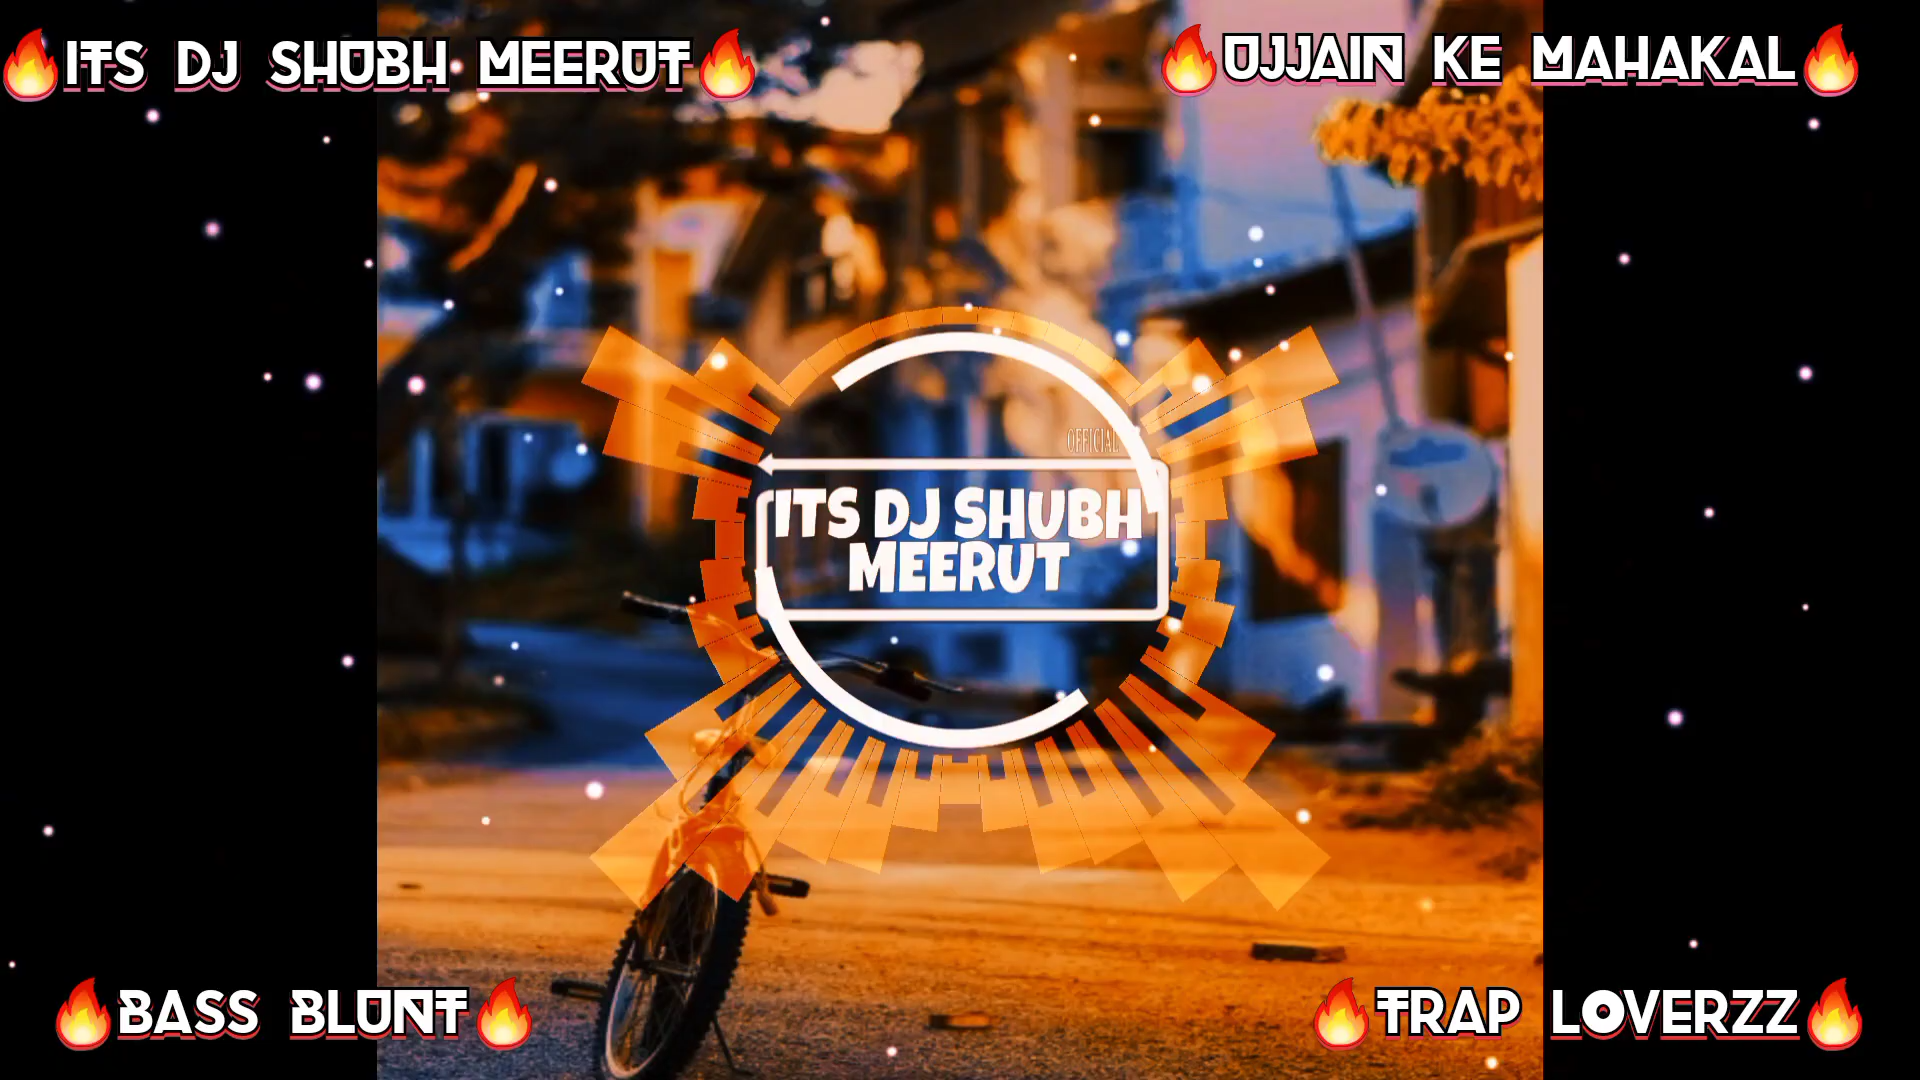 🔥ITS DJ SHUBH MEERUT🔥
🔥UJJAIN KE MAHAKAL🔥
OFFICIAL
ITS DJ SHUBH
MEERUT
🔥BASS BLUNT🔥
🔥TRAP LOVERZZ🔥